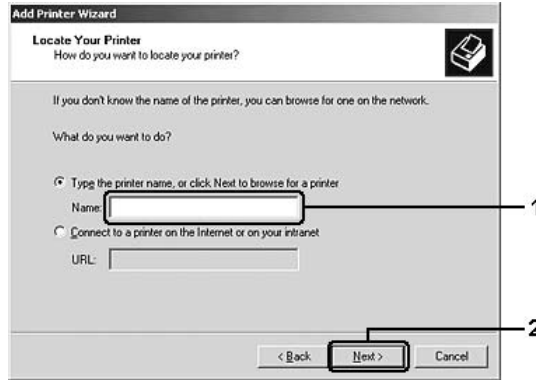 Add Printer Wizard
Locate Your Printer
How do you want to locate your printer?
If you don't know the name of the printer, you can browse for one on the network.
What do you want to do?
Type the printer name, or click Next to browse for a printer
Name:
1
Connect to a printer on the Internet or on your intranet
URL:
2
< Back
Next >
Cancel